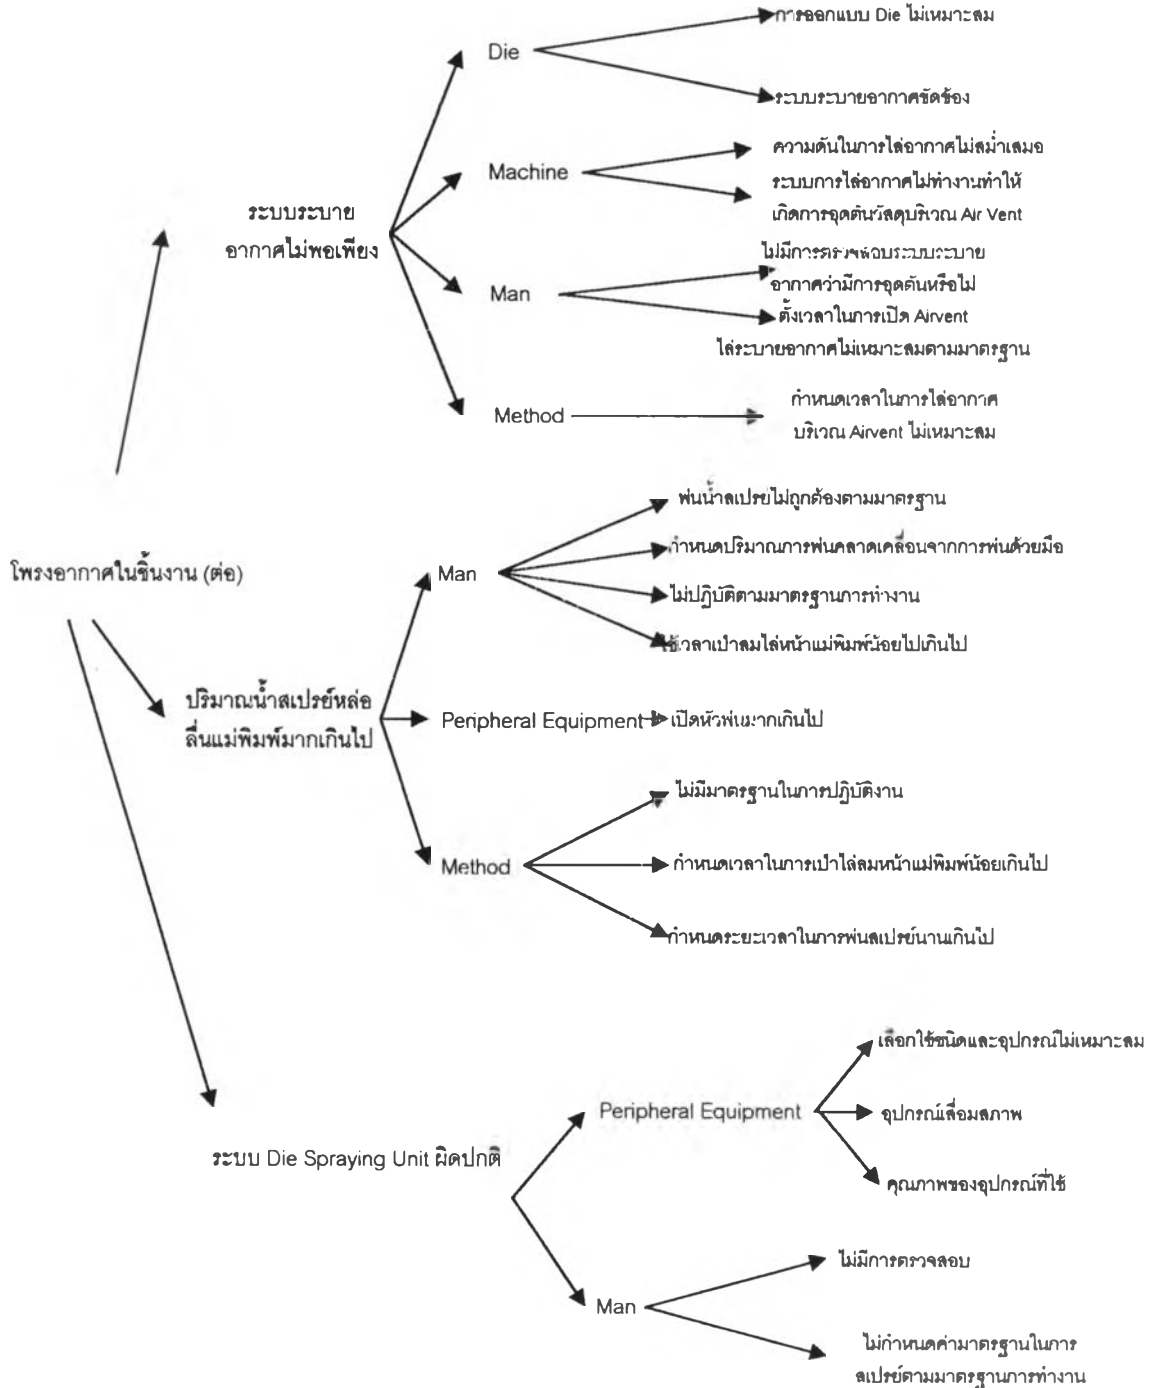 การออกแบบ Die ไม่เหมาะสม
Die
ระบบระบายอากาศขัดข้อง
ความดันในการไล่อากาศไม่สม่ำเสมอ
Machine
ระบบการไล่อากาศไม่ทำงานทำให้
เกิดการอุดตันวัสดุบริเวณ Air Vent
ระบบระบาย
อากาศไม่พอเพียง
ไม่มีการตรวจสอบระบบระบาย
อากาศว่ามีการอุดตันหรือไม่
Man
ตั้งเวลาในการเปิด Airvent
ไล่ระบายอากาศไม่เหมาะสมตามมาตรฐาน
Method
กำหนดเวลาในการไล่อากาศ
บริเวณ Airvent ไม่เหมาะสม
โพรงอากาศในชิ้นงาน (ต่อ)
พ่นน้ำสเปรย์ไม่ถูกต้องตามมาตรฐาน
กำหนดปริมาณการพ่นคลาดเคลื่อนจากการพ่นด้วยมือ
Man
ไม่ปฏิบัติตามมาตรฐานการทำงาน
ใช้เวลาเป่าลมไล่หน้าแม่พิมพ์น้อยไปเกินไป
ปริมาณน้ำสเปรย์หล่อ
ลื่นแม่พิมพ์มากเกินไป
Peripheral Equipment
เปิดหัวพ่นมากเกินไป
ไม่มีมาตรฐานในการปฏิบัติงาน
Method
กำหนดเวลาในการเป่าไล่ลมหน้าแม่พิมพ์น้อยเกินไป
กำหนดระยะเวลาในการพ่นสเปรย์นานเกินไป
เลือกใช้ชนิดและอุปกรณ์ไม่เหมาะสม
Peripheral Equipment
อุปกรณ์เสื่อมสภาพ
คุณภาพของอุปกรณ์ที่ใช้
ระบบ Die Spraying Unit ผิดปกติ
ไม่มีการตรวจสอบ
Man
ไม่กำหนดค่ามาตรฐานในการ
สเปรย์ตามมาตรฐานการทำงาน